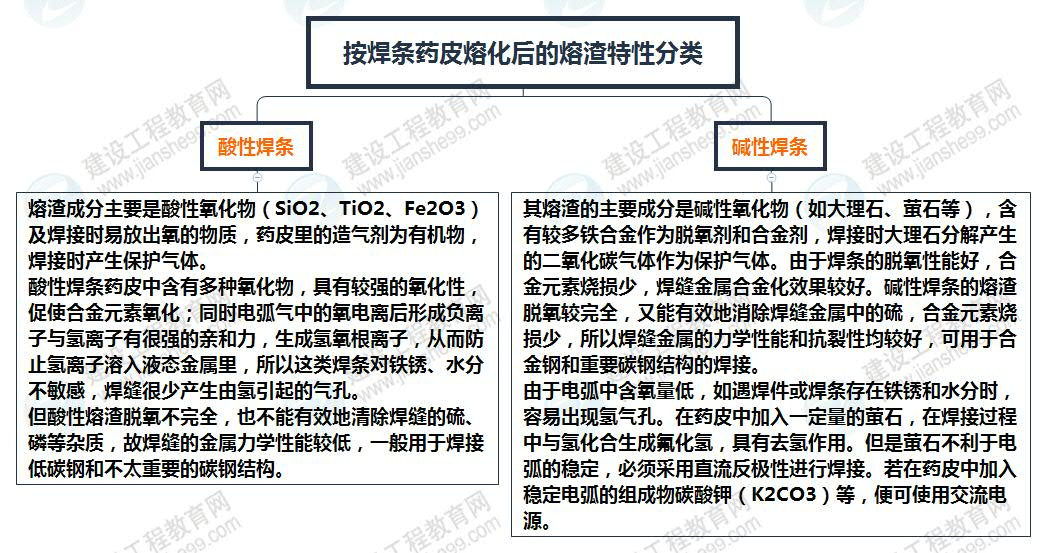 按焊条药皮熔化后的熔渣特性分类
酸性焊条
熔渣成分主要是酸性氧化物（SiO2、TiO2、Fe2O3）
及焊接时易放出氧的物质，药皮里的造气剂为有机物，
焊接时产生保护气体。
酸性焊条药皮中含有多种氧化物，具有较强的氧化性，
促使合金元素氧化；同时电弧气中的氧电离后形成负离
子与氢离子有很强的亲和力，生成氢氧根离子，从而防
止氢离子溶入液态金属里，所以这类焊条对铁锈、水分
不敏感，焊缝很少产生由氢引起的气孔。
但酸性熔渣脱氧不完全，也不能有效地清除焊缝的硫、
磷等杂质，故焊缝的金属力学性能较低，一般用于焊接
低碳钢和不太重要的碳钢结构。
碱性焊条
其熔渣的主要成分是碱性氧化物（如大理石、萤石等），含
有较多铁合金作为脱氧剂和合金剂，焊接时大理石分解产生
的二氧化碳气体作为保护气体。由于焊条的脱氧性能好，合
金元素烧损少，焊缝金属合金化效果较好。碱性焊条的熔渣
脱氧较完全，又能有效地消除焊缝金属中的硫，合金元素烧
损少，所以焊缝金属的力学性能和抗裂性均较好，可用于合
金钢和重要碳钢结构的焊接。
由于电弧中含氧量低，如遇焊件或焊条存在铁锈和水分时，
容易出现氢气孔。在药皮中加入一定量的萤石，在焊接过程
中与氢化合生成氟化氢，具有去氢作用。但是萤石不利于电
弧的稳定，必须采用直流反极性进行焊接。若在药皮中加入
稳定电弧的组成物碳酸钾（K2CO3）等，便可使用交流电
源。
建设工程教育网
www.jianshe99.com